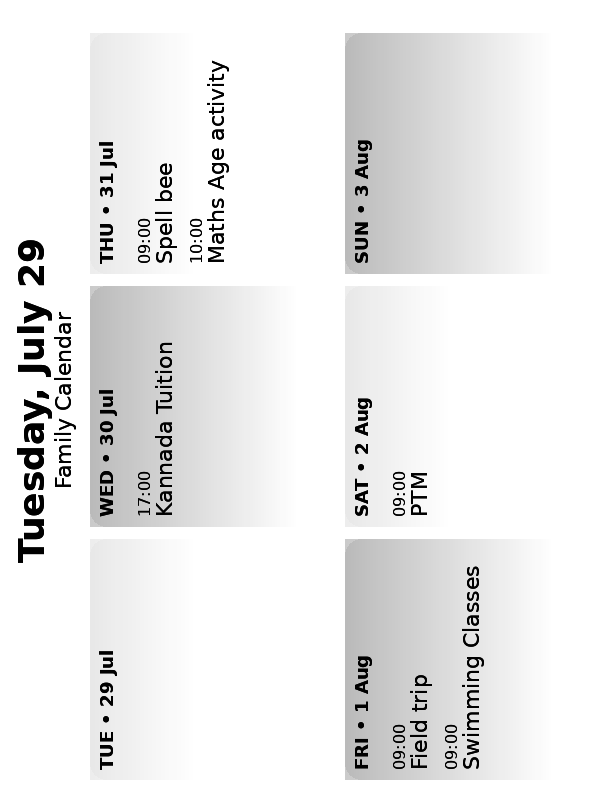 Tuesday, July 29
Family Calendar
TUE • 29 Jul
WED • 30 Jul
17:00
Kannada Tuition
THU • 31 Jul
09:00
Spell bee
10:00
Maths Age activity
FRI • 1 Aug
09:00
Field trip
09:00
Swimming Classes
SAT • 2 Aug
09:00
PTM
SUN • 3 Aug